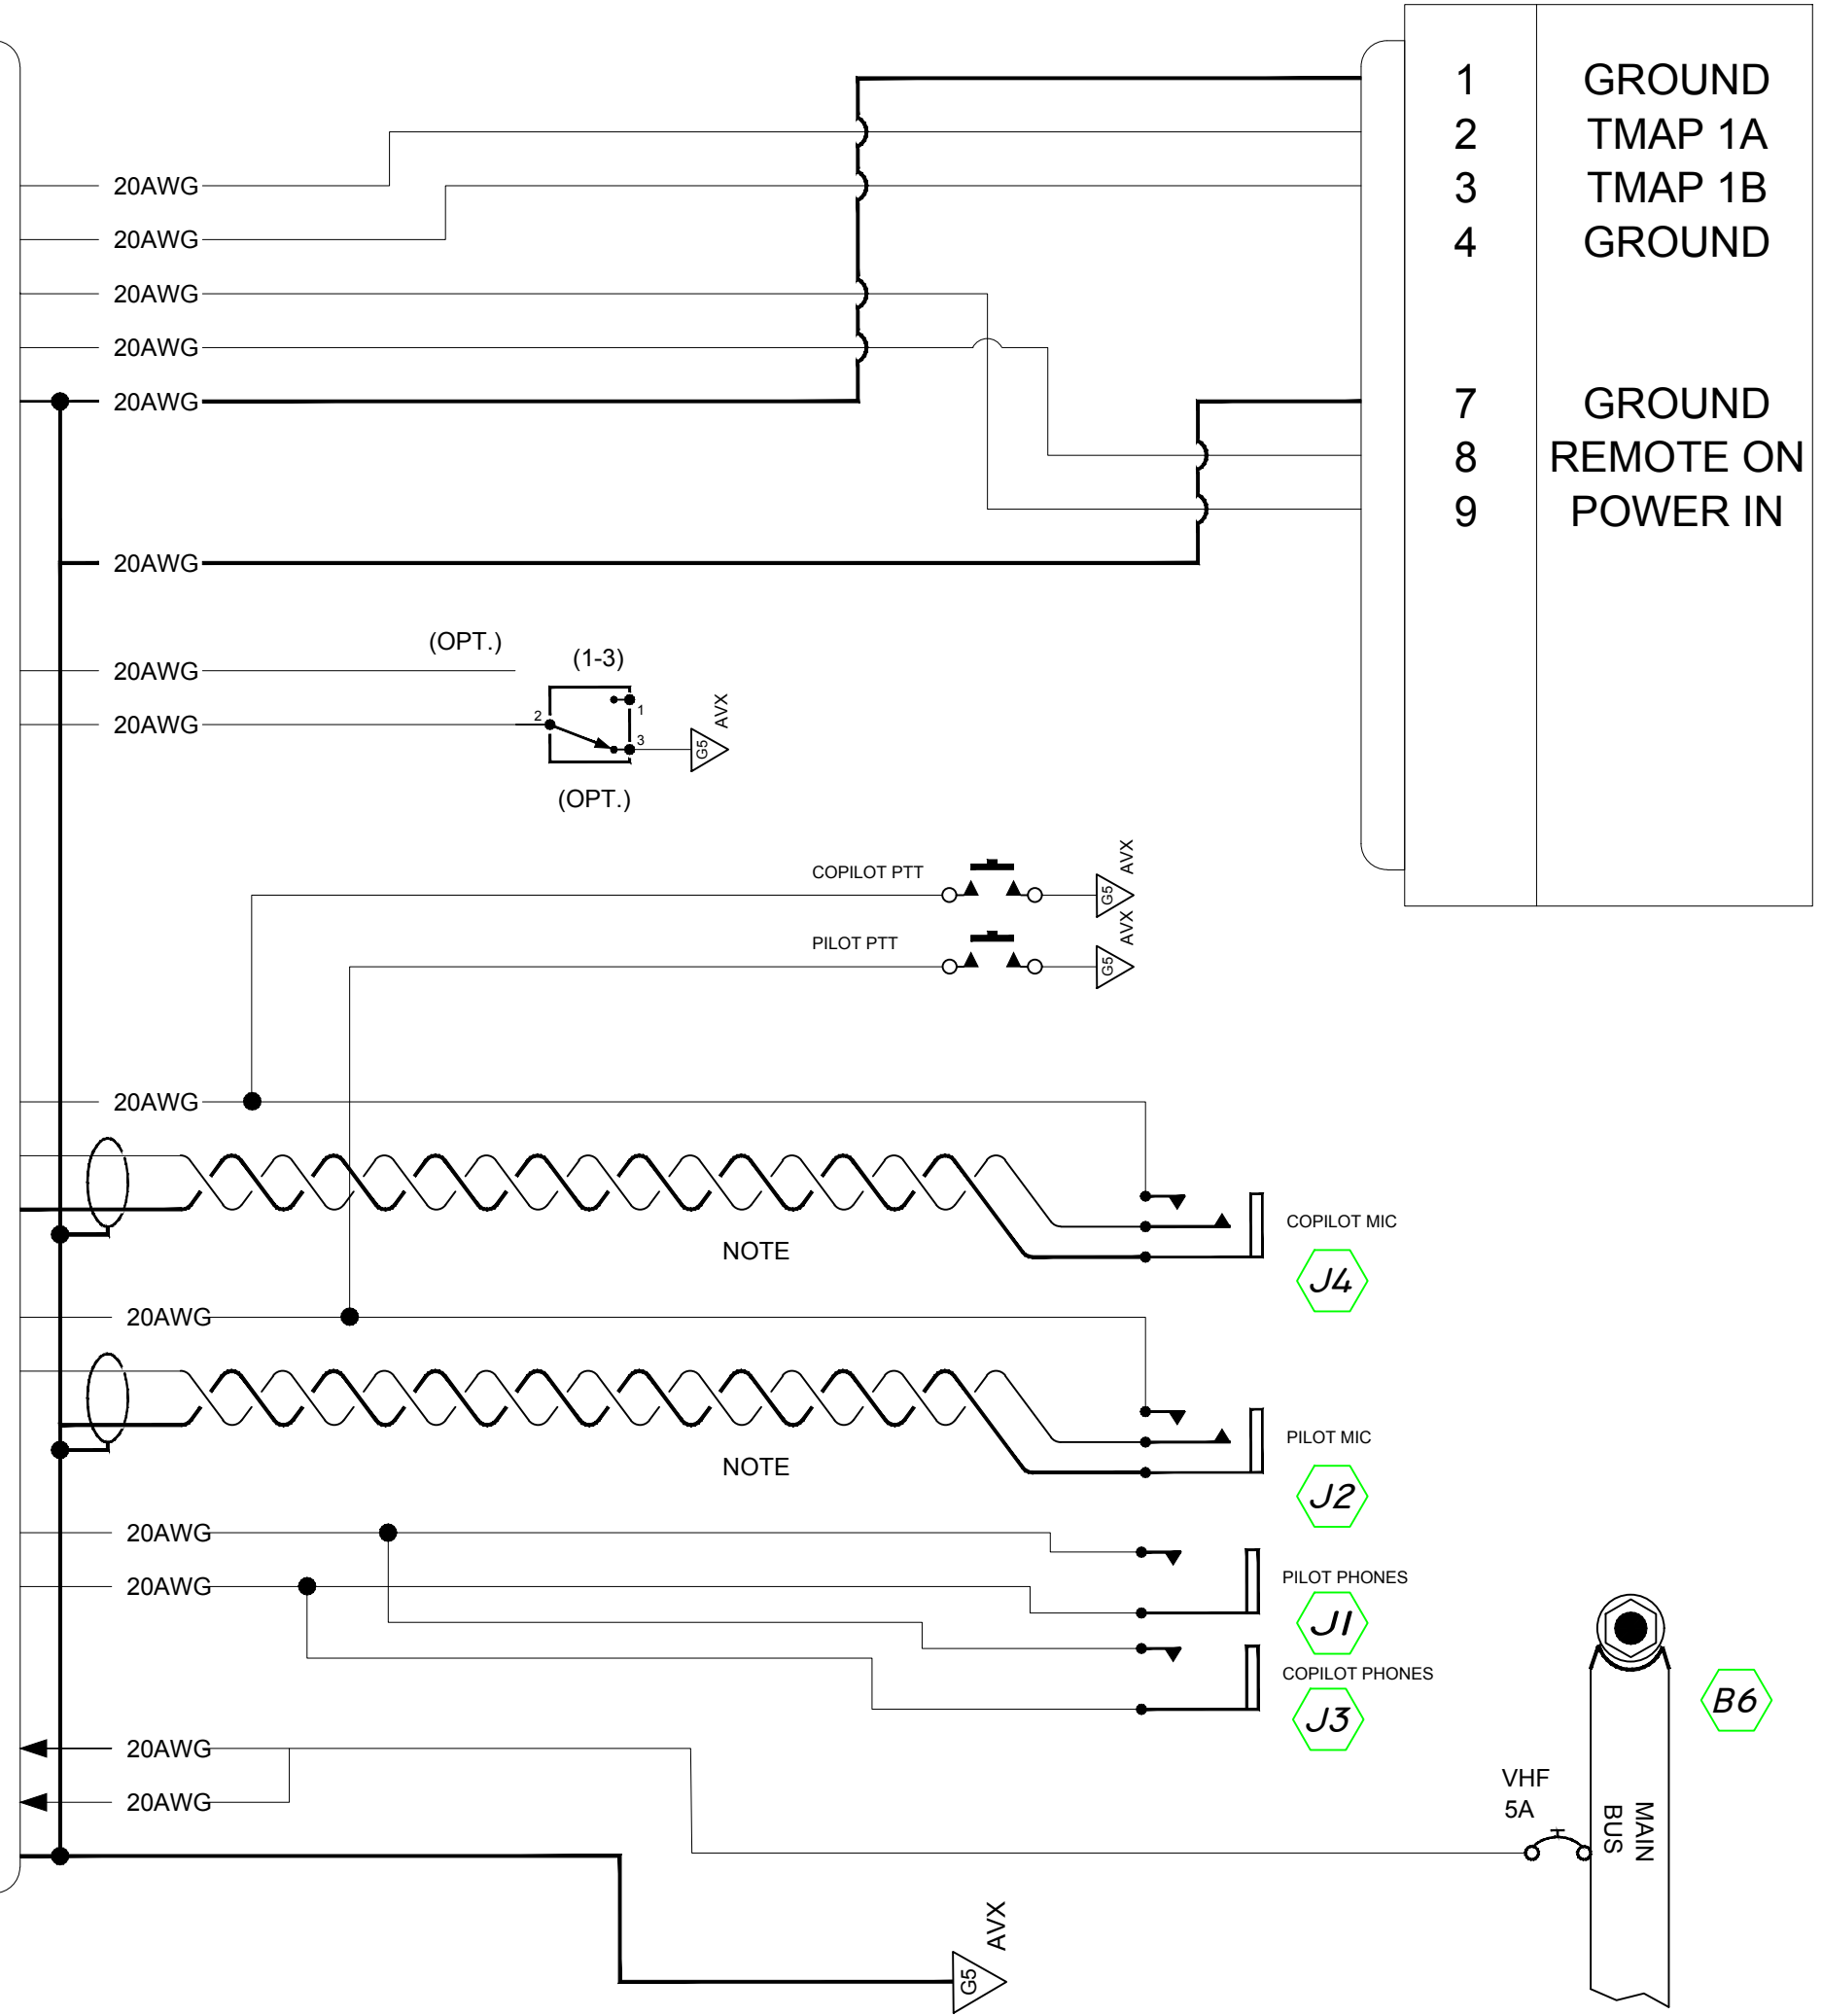 1 GROUND
2 TMAP 1A
20AWG 3 TMAP 1B
20AWG 4 GROUND
20AWG
20AWG
20AWG 7 GROUND
8 REMOTE ON
9 POWER IN
20AWG
(OPT.)
(1-3)
20AWG
AVX
20AWG 2 1
3 G5
(OPT.)
COPILOT PTT G5 AVX
PILOT PTT G5 AVX
20AWG
COPILOT MIC
NOTE
J4
20AWG
PILOT MIC
NOTE
J2
20AWG
PILOT PHONES
20AWG
J1
COPILOT PHONES
J3
B6
20AWG
VHF
5A
20AWG
MAIN
BUS
AVX
G5